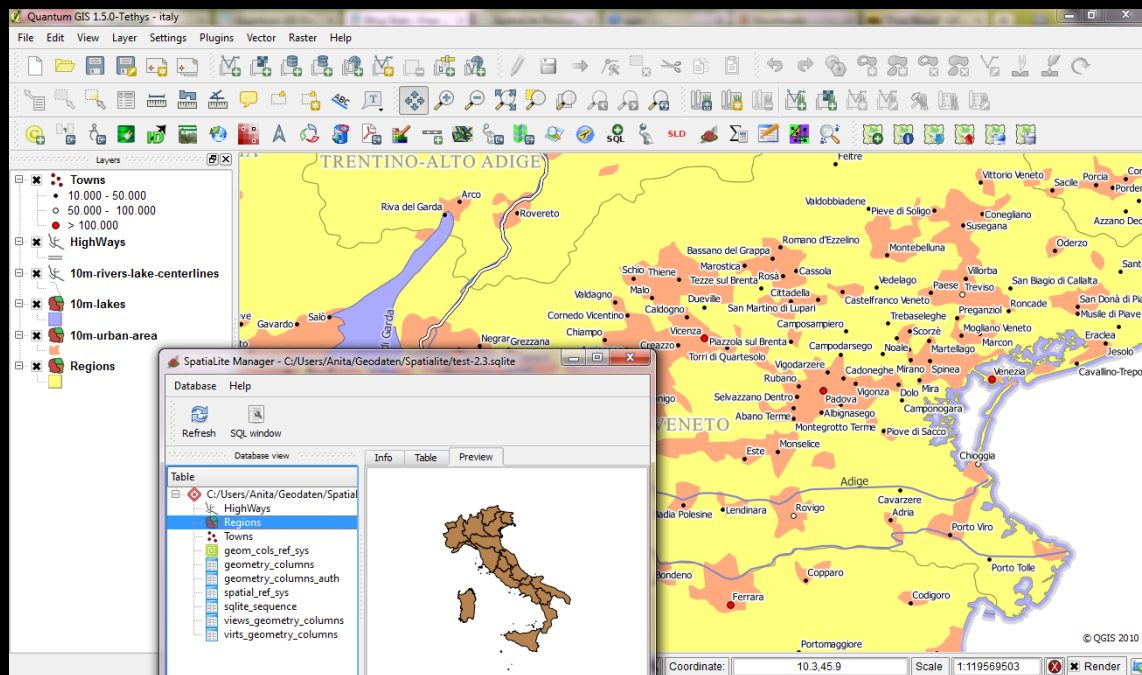 Quantum GIS 1.5.0-Tethys - italy
File Edit View Layer Settings Plugins Vector Raster Help
ABC T
SQL SLD
Layers
Towns
10.000 - 50.000
50.000 - 100.000
> 100.000
HighWays
10m-rivers-lake-centerlines
10m-lakes
10m-urban-area
Regions
TRENTINO-ALTO ADIGE
Feltre
Arco
Riva del Garda
Rovereto
Vittorio Veneto
Sacile
Porcia
Valdobbiadene
Pieve di Soligo
Conegliano
Susegana
Romano d'Ezzelino
Montebelluna
Oderzo
Bassano del Grappa
Marostica
Schio
Thiene
Rosà
Cassola
Tezze sul Brenta
Villorba
Vedelago
Paese
Treviso
San Biagio di Callalta
Malo
Valdagno
Cittadella
Dueville
Castelfranco Veneto
San Donà di Pia
San Martino di Lupari
Roncade
Gavardo
Salò
Cornedo Vicentino
Caldogno
Trebaseleghe
Preganziol
Musile di Piave
Camposampiero
Chiampo
Vicenza
Scorzè
Mogliano Veneto
Eraclea
Negrar
Grezzana
Creazzo
Piazzola sul Brenta
Campodarsego
Noale
Martellago
Marcon
Jesolo
Torri di Quartesolo
Vigodarzere
Cadoneghe
Mirano
Spinea
Venezia
Cavallino-Trepo
Rubano
Vigonza
Dolo
Mira
Selvazzano Dentro
Padova
Camponogara
Abano Terme
Albignasego
VENETO
Montegrotto Terme
Piove di Sacco
Monselice
Este
Chioggia
Adige
Cavarzere
Lendinara
Rovigo
Adria
Porto Viro
Porto Tolle
Copparo
Ferrara
Codigoro
Portomaggiore
© QGIS 2010
SpatiaLite Manager - C:/Users/Anita/Geodaten/Spatialite/test-2.3.sqlite
Database Help
Refresh SQL window
Database view
Info Table Preview
Table
C:/Users/Anita/Geodaten/Spatial
HighWays
Regions
Towns
geom_cols_ref_sys
geometry_columns
geometry_columns_auth
spatial_ref_sys
sqlite_sequence
views_geometry_columns
virts_geometry_columns
Coordinate: 10.3,45.9 Scale 1:119569503 Render